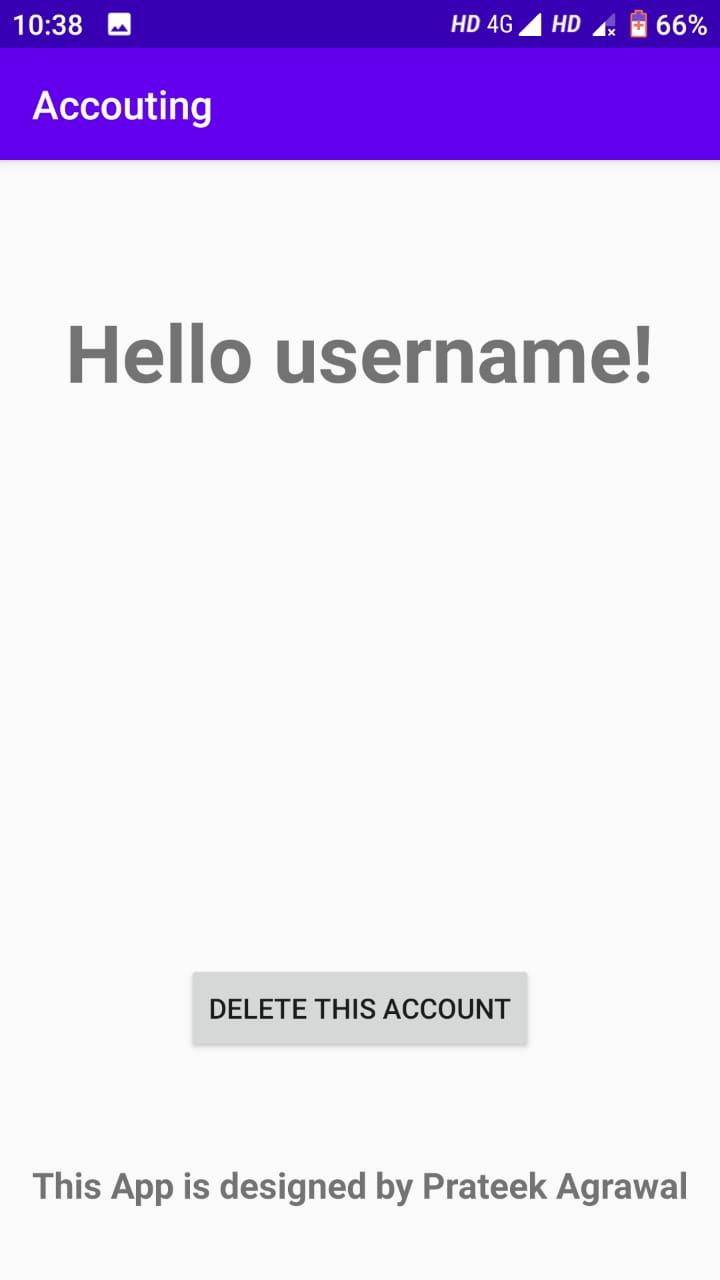 10:38 HD 4G HD 66%
Accouting
Hello username!
DELETE THIS ACCOUNT
This App is designed by Prateek Agrawal